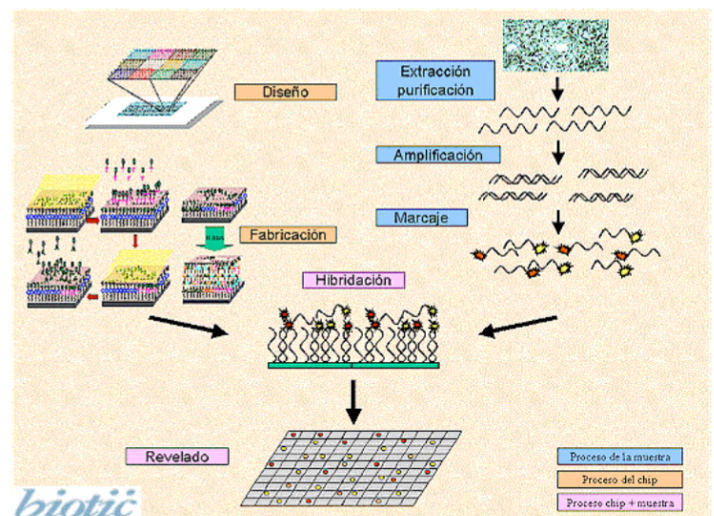 Diseño
Extracción
purificación
Amplificación
Marcaje
Fabricación
Hibridación
Revelado
Proceso de la muestra
Proceso del chip
Proceso chip + muestra
biotic